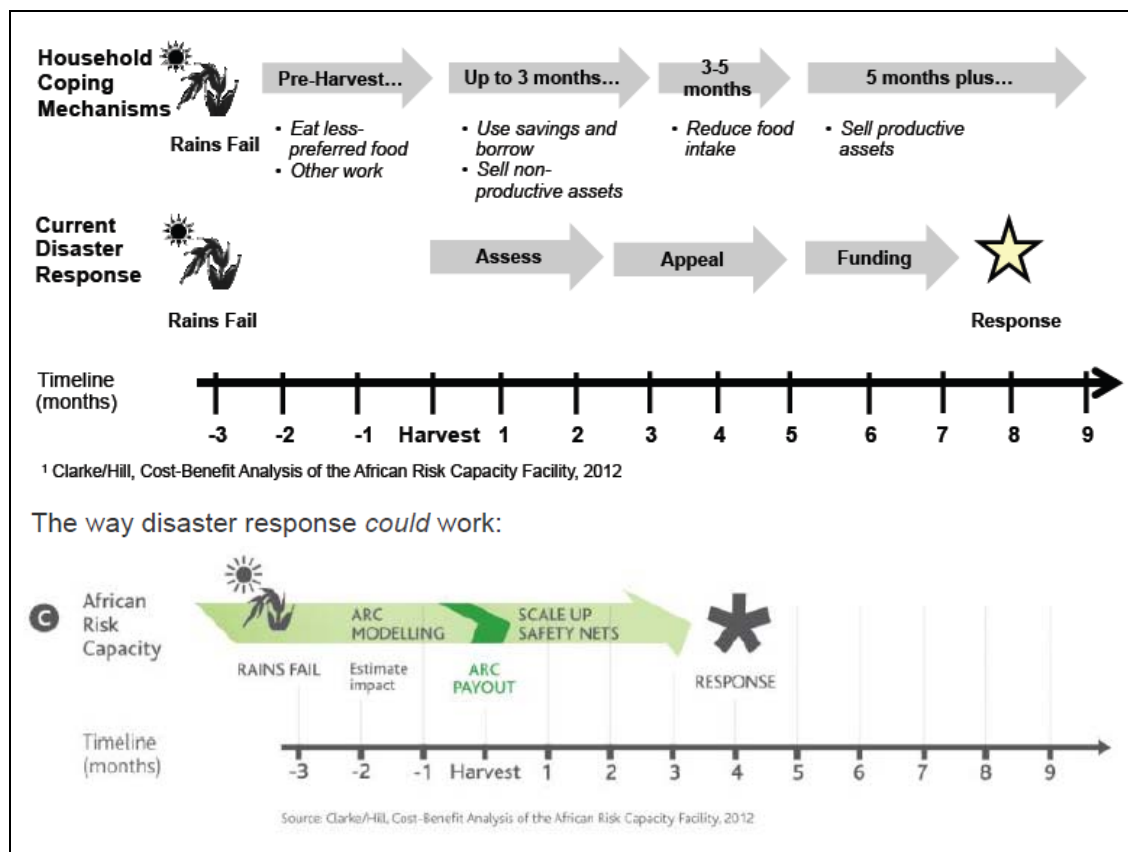 Household
Coping
Mechanisms
Rains Fail
Pre-Harvest…
Up to 3 months…
3-5
months
5 months plus…
• Eat less-
preferred food
• Other work
• Use savings and
borrow
• Sell non-
productive assets
• Reduce food
intake
• Sell productive
assets
Current
Disaster
Response
Rains Fail
Assess
Appeal
Funding
Response
Timeline
(months)
-3 -2 -1 Harvest 1 2 3 4 5 6 7 8 9
¹ Clarke/Hill, Cost-Benefit Analysis of the African Risk Capacity Facility, 2012
The way disaster response could work:
C
African
Risk
Capacity
RAINS FAIL
ARC
MODELLING
Estimate
impact
ARC
PAYOUT
SCALE UP
SAFETY NETS
RESPONSE
Timeline
(months)
-3 -2 -1 Harvest 1 2 3 4 5 6 7 8 9
Source: Clarke/Hill, Cost-Benefit Analysis of the African Risk Capacity Facility, 2012